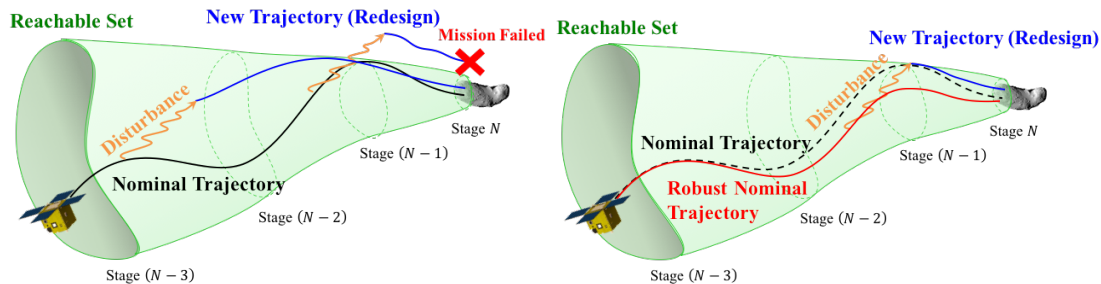 Reachable Set
New Trajectory (Redesign)
Mission Failed
Disturbance
Nominal Trajectory
Stage N
Stage (N − 1)
Stage (N − 2)
Stage (N − 3)
Reachable Set
New Trajectory (Redesign)
Disturbance
Nominal Trajectory
Robust Nominal
Trajectory
Stage N
Stage (N − 1)
Stage (N − 2)
Stage (N − 3)